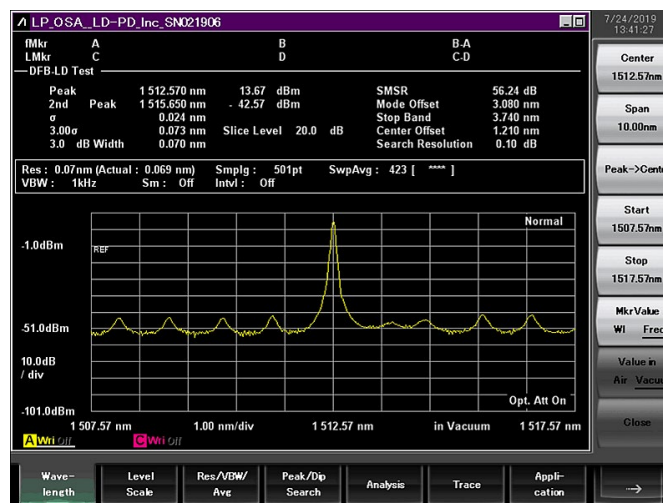 LP_OSA__LD-PD_Inc_SN021906
7/24/2019
13:41:27
fMkr A B B-A
LMkr C D C-D
DFB-LD Test
Peak 1 512.570 nm 13.67 dBm SMSR 56.24 dB
2nd Peak 1 515.650 nm - 42.57 dBm Mode Offset 3.080 nm
σ 0.024 nm Stop Band 3.740 nm
3.00σ 0.073 nm Slice Level 20.0 dB Center Offset 1.210 nm
3.0 dB Width 0.070 nm Search Resolution 0.10 dB
Res : 0.07nm (Actual : 0.069 nm) Smplg : 501pt SwpAvg : 423 [ **** ]
VBW : 1kHz Sm : Off Intvl : Off
Normal
-1.0dBm
REF
-51.0dBm
10.0dB
/ div
Opt. Att On
-101.0dBm
1 507.57 nm 1.00 nm/div 1 512.57 nm in Vacuum 1 517.57 nm
A Wri Off C Wri Off
Center
1512.57nm
Span
10.00nm
Peak->Cente
Start
1507.57nm
Stop
1517.57nm
MkrValue
Wl Freq
Value in
Air Vacuu
Close
Wave-
length
Level
Scale
Res/VBW/
Avg
Peak/Dip
Search
Analysis
Trace
Appli-
cation
-->